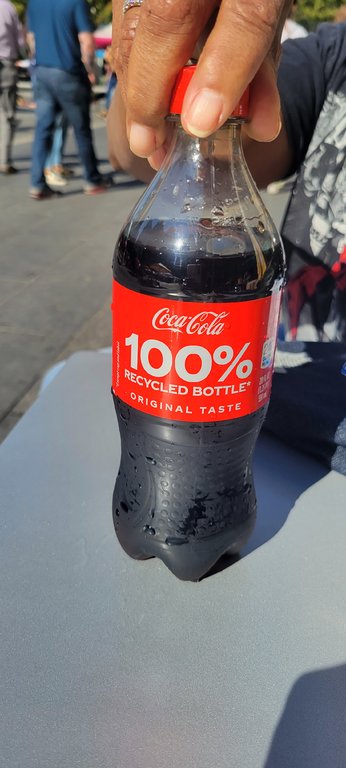 Coca-Cola
100%
RECYCLED BOTTLE*
ORIGINAL TASTE